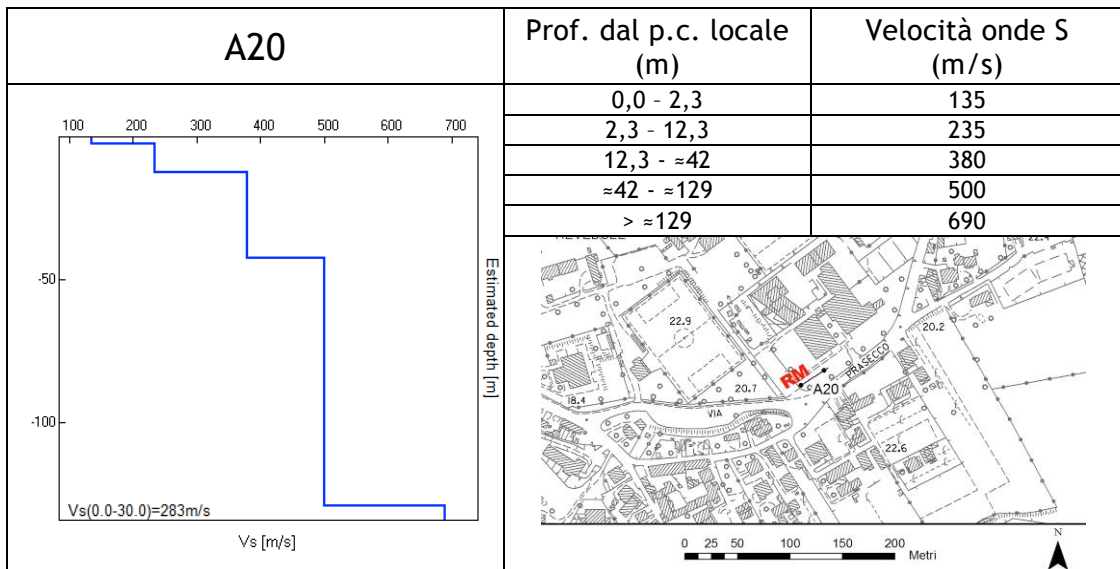 A20
Prof. dal p.c. locale
(m)
Velocità onde S
(m/s)
0,0 - 2,3 135
2,3 - 12,3 235
12,3 - ≈42 380
≈42 - ≈129 500
> ≈129 690
100 200 300 400 500 600 700
-50
-100
Estimated depth [m]
Vs(0.0-30.0)=283m/s
Vs [m/s]
22.9
20.2
PRASECCO
RM
A20
20.7
18.4
VIA
22.6
N
0 25 50 100 150 200
Metri